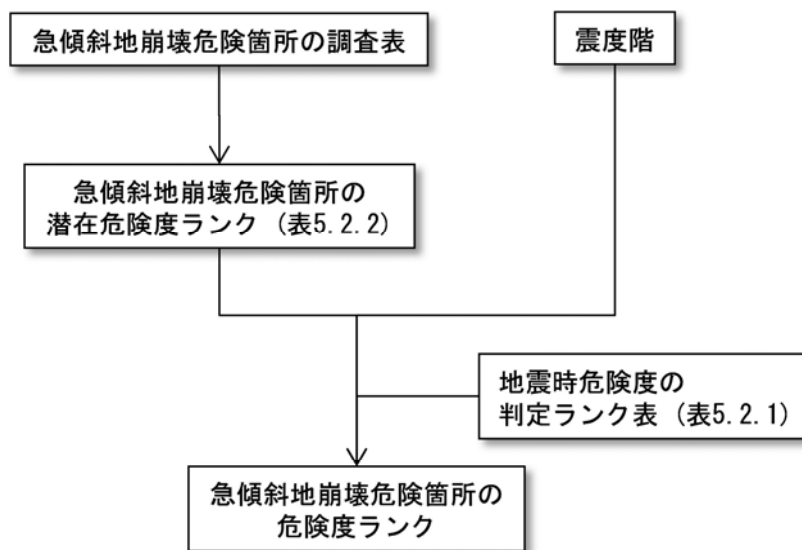 急傾斜地崩壊危険箇所の調査表
震度階
急傾斜地崩壊危険箇所の
潜在危険度ランク (表5.2.2)
地震時危険度の
判定ランク表 (表5.2.1)
急傾斜地崩壊危険箇所の
危険度ランク